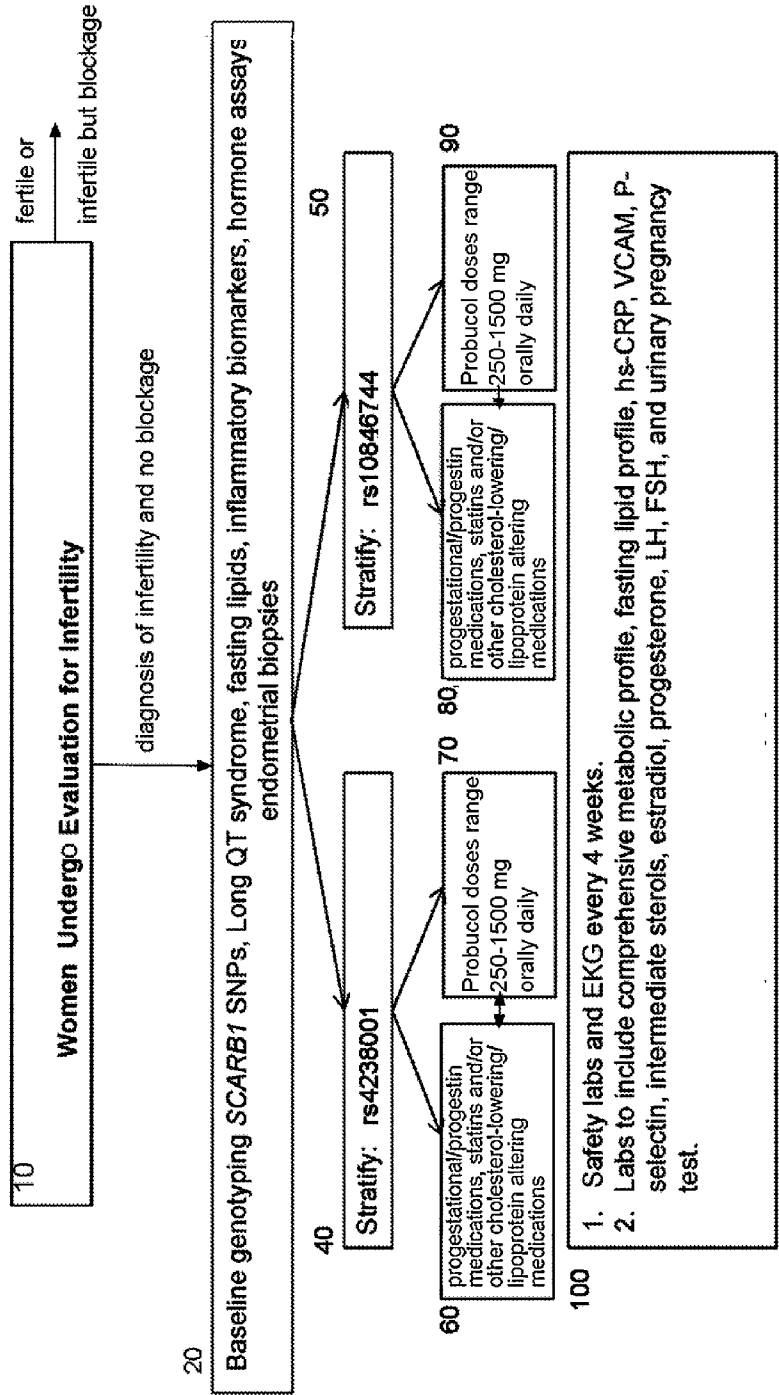 10
Women Undergo Evaluation for Infertility
fertile or
infertile but blockage
diagnosis of infertility and no blockage
20
Baseline genotyping SCARB1 SNPs, Long QT syndrome, fasting lipids, inflammatory biomarkers, hormone assays
endometrial biopsies
40
Stratify: rs4238001
50
Stratify: rs10846744
60
progestational/progestin
medications, statins and/or
other cholesterol-lowering/
lipoprotein altering
medications
70
Probucol doses range
250-1500 mg
orally daily
80
progestational/progestin
medications, statins and/or
other cholesterol-lowering/
lipoprotein altering
medications
90
Probucol doses range
250-1500 mg
orally daily
100
1. Safety labs and EKG every 4 weeks.
2. Labs to include comprehensive metabolic profile, fasting lipid profile, hs-CRP, VCAM, P-
selectin, intermediate sterols, estradiol, progesterone, LH, FSH, and urinary pregnancy
test.